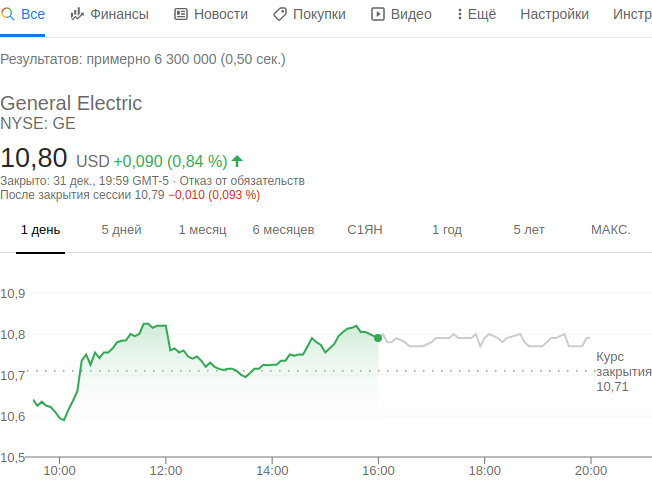 Все Финансы Новости Покупки Видео Ещё Настройки Инстр
Результатов: примерно 6 300 000 (0,50 сек.)
General Electric
NYSE: GE
10,80 USD +0,090 (0,84 %)
Закрыто: 31 дек., 19:59 GMT-5 · Отказ от обязательств
После закрытия сессии 10,79 −0,010 (0,093 %)
1 день 5 дней 1 месяц 6 месяцев С1ЯН 1 год 5 лет МАКС.
10,9
10,8
10,7
10,6
10,5
Курс
закрытия
10,71
10:00 12:00 14:00 16:00 18:00 20:00